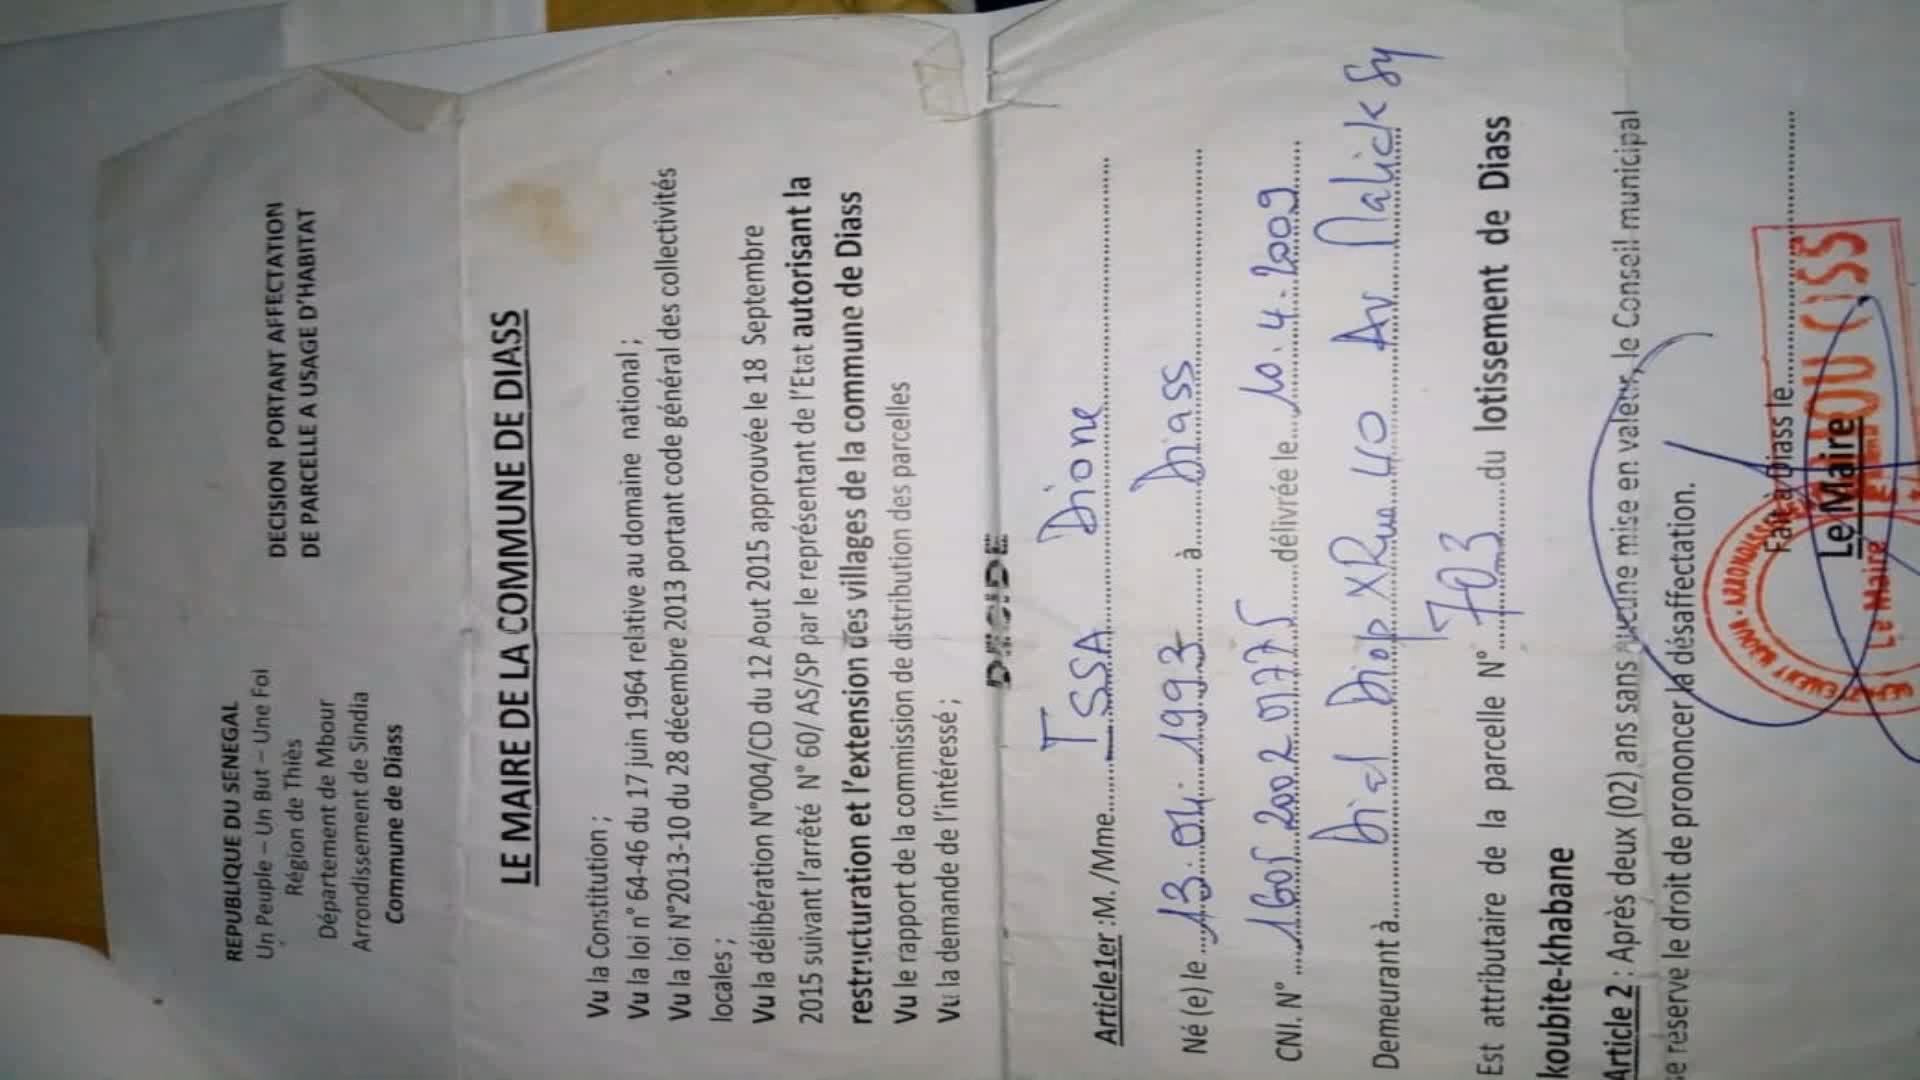 REPUBLIQUE DU SENEGAL
Un Peuple – Un But – Une Foi
Région de Thiès
Département de Mbour
Arrondissement de Sindia
Commune de Diass
DECISION PORTANT AFFECTATION
DE PARCELLE A USAGE D'HABITAT
LE MAIRE DE LA COMMUNE DE DIASS
Vu la Constitution ;
Vu la loi n° 64-46 du 17 juin 1964 relative au domaine national ;
Vu la loi N°2013-10 du 28 décembre 2013 portant code général des collectivités
locales ;
Vu la délibération N°004/CD du 12 Aout 2015 approuvée le 18 Septembre
2015 suivant l'arrêté N° 60/ AS/SP par le représentant de l'Etat autorisant la
restructuration et l'extension des villages de la commune de Diass
Vu le rapport de la commission de distribution des parcelles
Vu la demande de l'intéressé ;
DECIDE
Article1er :M. /Mme. ISSA Dione
Né (e) le 13.04.1993 à Diass
CNI. N° 1605 2002 01775 délivrée le 10.4.2009
Demeurant à Diop X Rue 40 Av Malick Sy
Est attributaire de la parcelle N° 703 du lotissement de Diass
koubite-khabane
Article 2 : Après deux (02) ans sans aucune mise en valeur, le Conseil municipal
se réserve le droit de prononcer la désaffectation.
Fait à Diass le
Le Maire
Le Maire